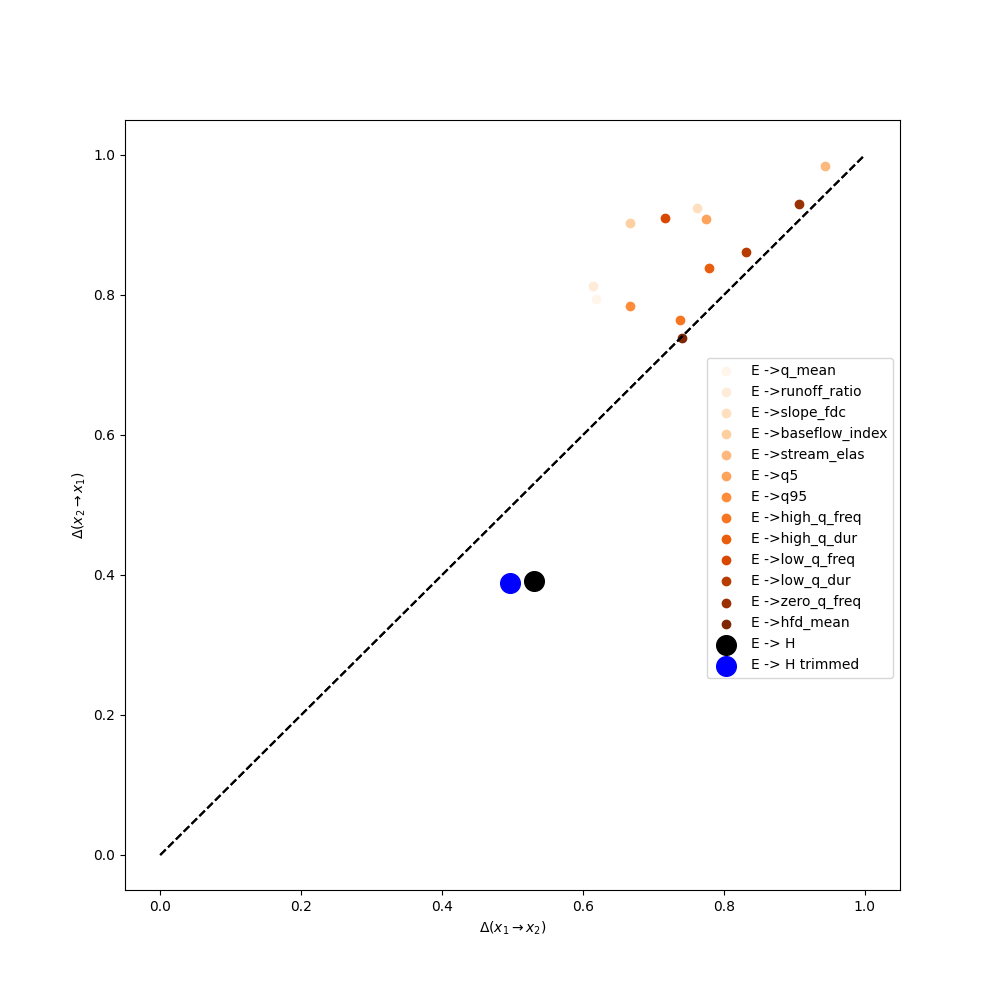 1.0
0.8
0.6
0.4
0.2
0.0
Δ(x₂→x₁)
E ->q_mean
E ->runoff_ratio
E ->slope_fdc
E ->baseflow_index
E ->stream_elas
E ->q5
E ->q95
E ->high_q_freq
E ->high_q_dur
E ->low_q_freq
E ->low_q_dur
E ->zero_q_freq
E ->hfd_mean
E -> H
E -> H trimmed
0.0 0.2 0.4 0.6 0.8 1.0
Δ(x₁→x₂)